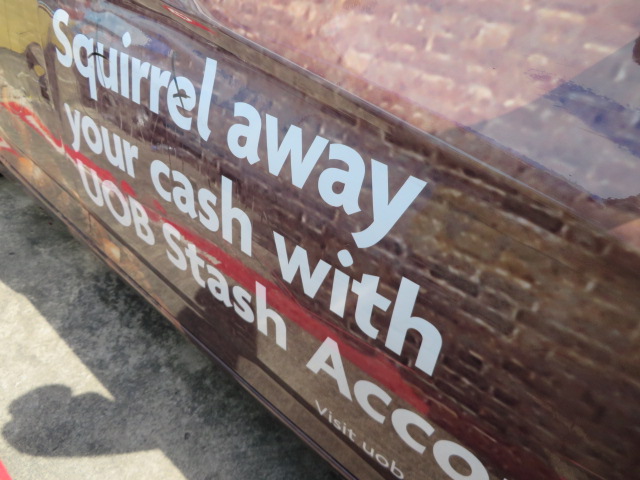 Squirrel away
your cash with
UOB Stash Acco
Visit uob